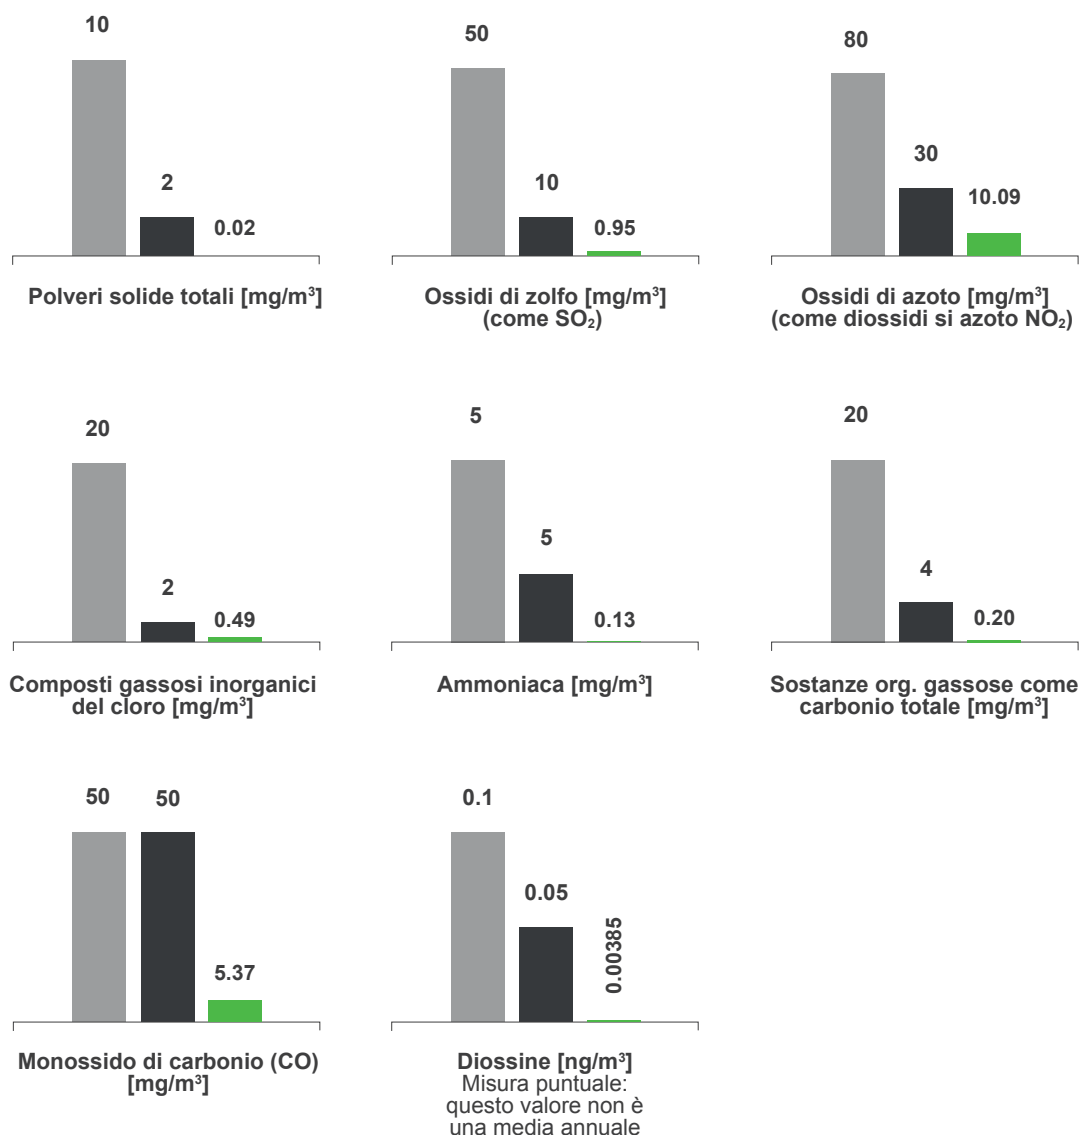 10
2
0.02
Polveri solide totali [mg/m³]
50
10
0.95
Ossidi di zolfo [mg/m³]
(come SO₂)
80
30
10.09
Ossidi di azoto [mg/m³]
(come diossidi si azoto NO₂)
20
2
0.49
Composti gassosi inorganici
del cloro [mg/m³]
5
5
0.13
Ammoniaca [mg/m³]
20
4
0.20
Sostanze org. gassose come
carbonio totale [mg/m³]
50
50
5.37
Monossido di carbonio (CO)
[mg/m³]
0.1
0.05
0.00385
Diossine [ng/m³]
Misura puntuale:
questo valore non è
una media annuale